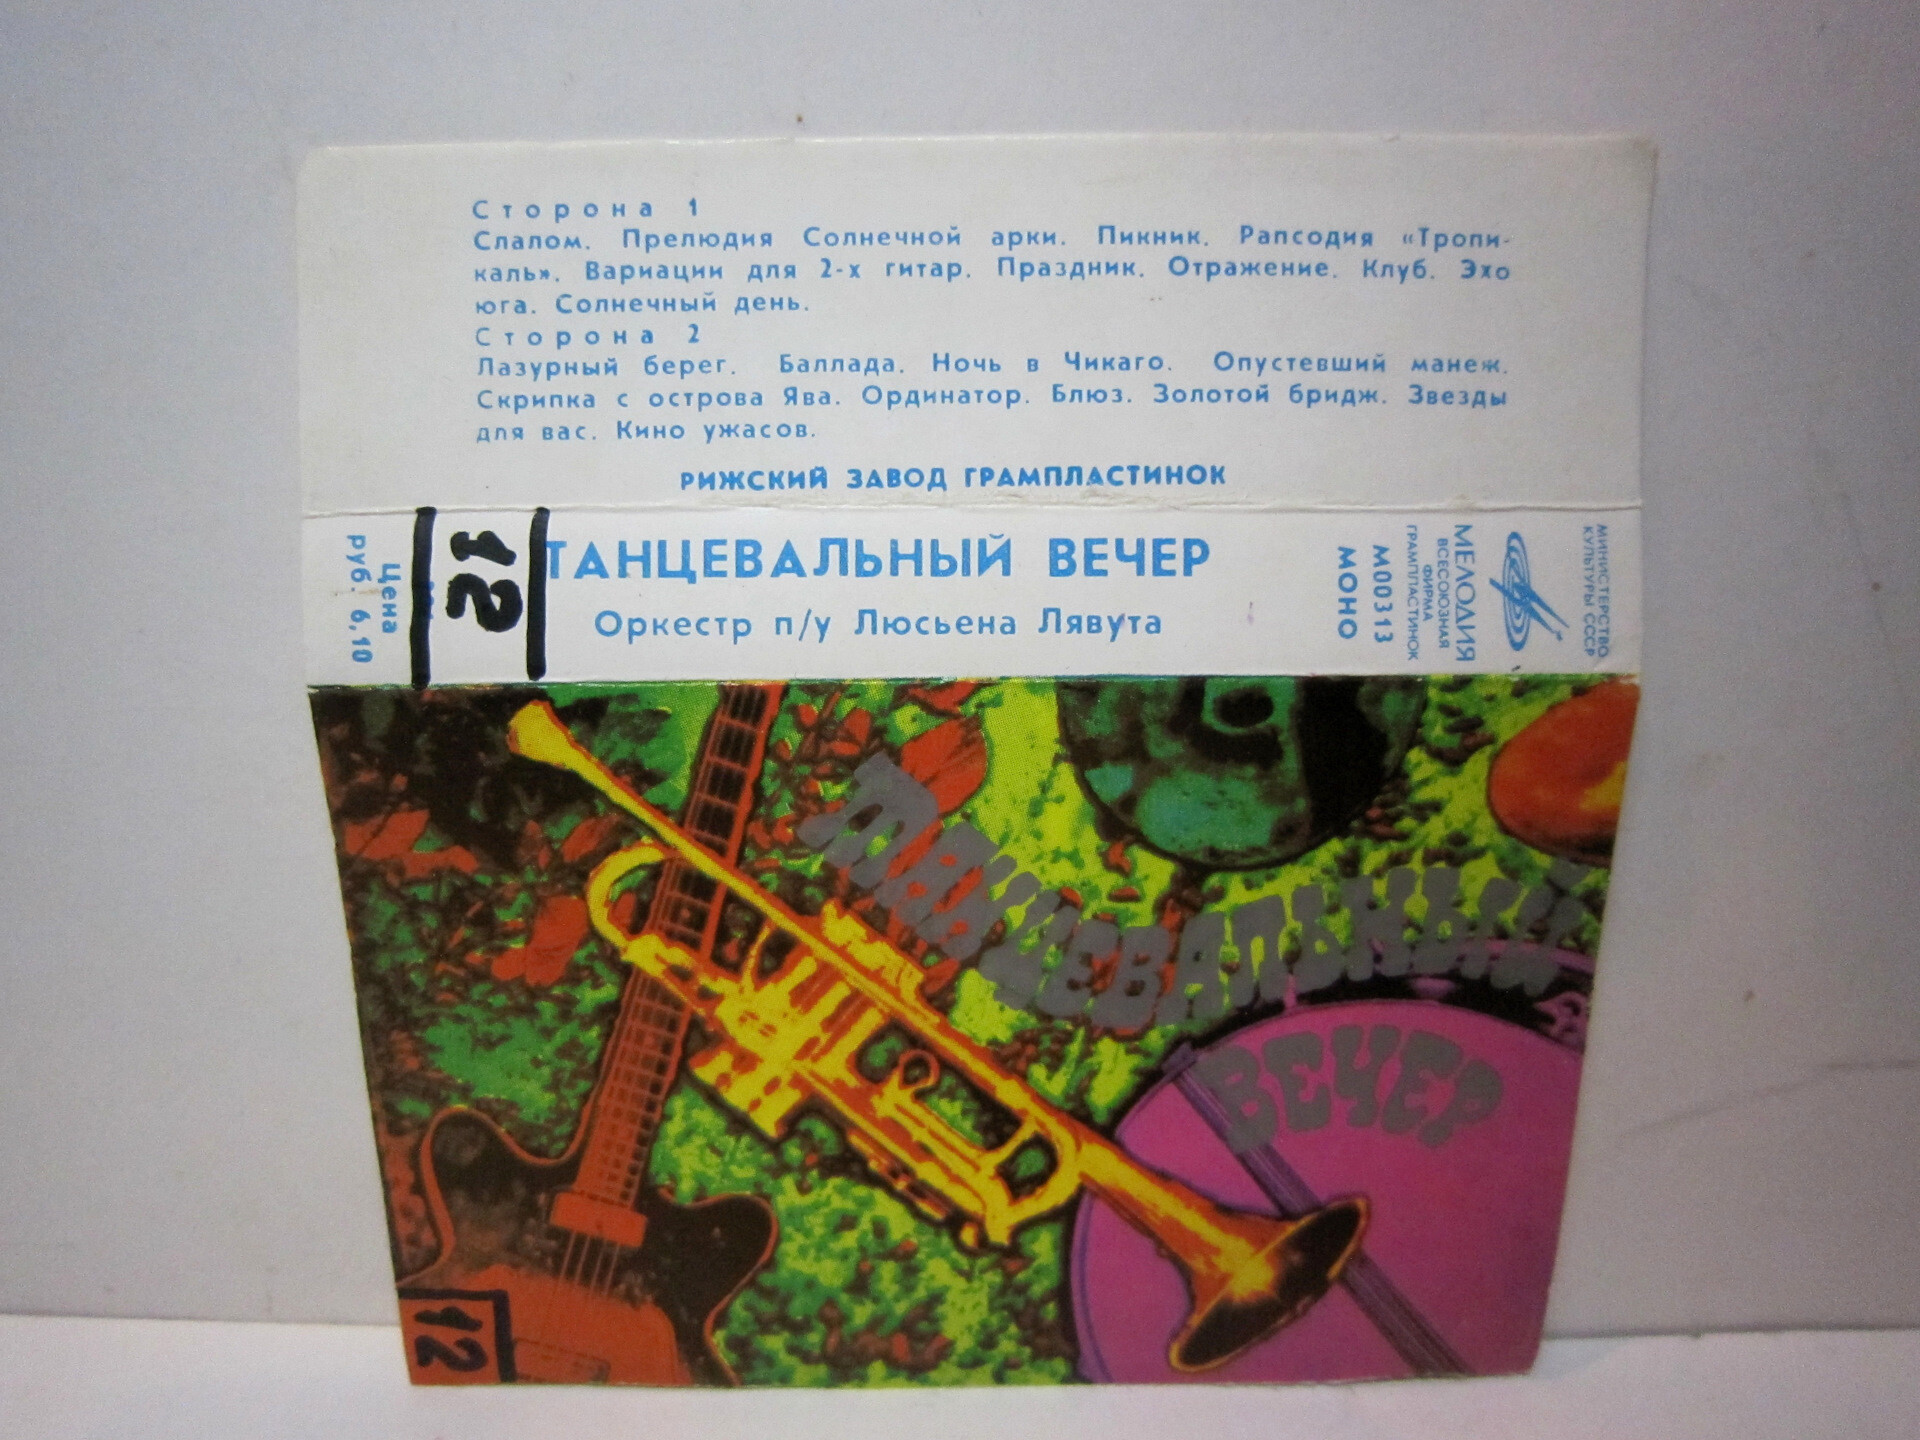 Сторона 1
Слалом. Прелюдия Солнечной арки. Пикник. Рапсодия «Тропи-
каль». Вариации для 2-х гитар. Праздник. Отражение. Клуб. Эхо
юга. Солнечный день.
Сторона 2
Лазурный берег. Баллада. Ночь в Чикаго. Опустевший манеж.
Скрипка с острова Ява. Ординатор. Блюз. Золотой бридж. Звезды
для вас. Кино ужасов.
РИЖСКИЙ ЗАВОД ГРАМПЛАСТИНОК
Цена
руб. 6,10
12
ТАНЦЕВАЛЬНЫЙ ВЕЧЕР
Оркестр п/у Люсьена Лявута
МИНИСТЕРСТВО
КУЛЬТУРЫ СССР
МЕЛОДИЯ
ВСЕСОЮЗНАЯ
ФИРМА
ГРАМПЛАСТИНОК
М00313
МОНО
ТАНЦЕВАЛЬНЫЙ
ВЕЧЕР
12